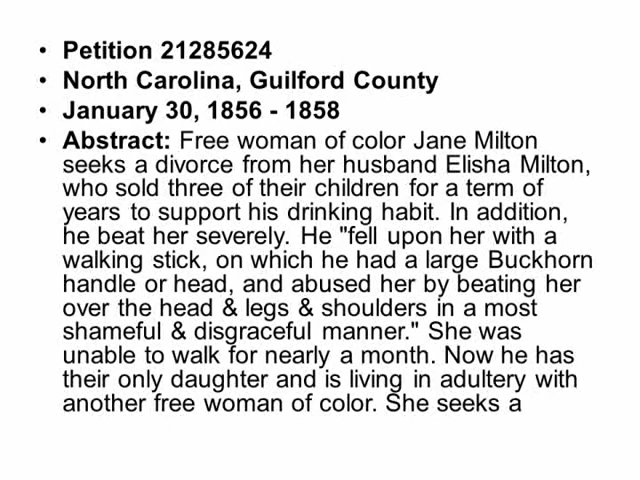 • Petition 21285624
• North Carolina, Guilford County
• January 30, 1856 - 1858
• Abstract: Free woman of color Jane Milton
seeks a divorce from her husband Elisha Milton,
who sold three of their children for a term of
years to support his drinking habit. In addition,
he beat her severely. He "fell upon her with a
walking stick, on which he had a large Buckhorn
handle or head, and abused her by beating her
over the head & legs & shoulders in a most
shameful & disgraceful manner." She was
unable to walk for nearly a month. Now he has
their only daughter and is living in adultery with
another free woman of color. She seeks a